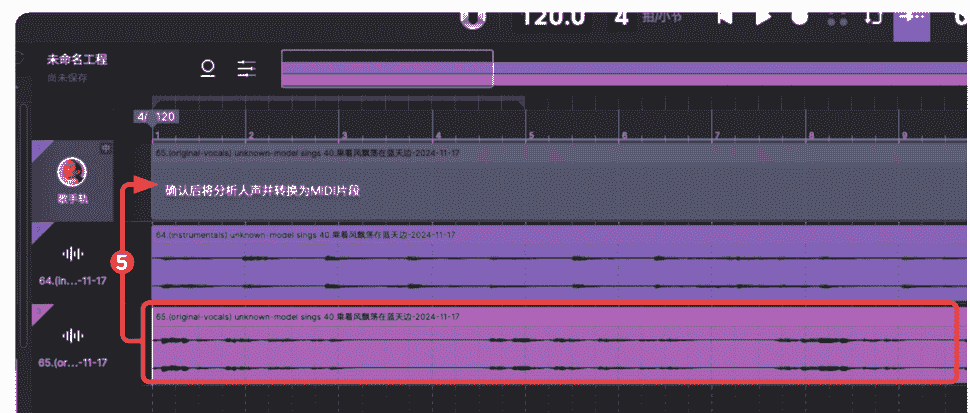 120.0 4 拍/小节
未命名工程
尚未保存
4/ 120
1 2 3 4 5 6 7 8 9
65.(original-vocals) unknown-model sings 40.乘着风飘荡在蓝天边-2024-11-17
中
确认后将分析人声并转换为MIDI片段
歌手轨
64.(instrumentals) unknown-model sings 40.乘着风飘荡在蓝天边-2024-11-17
5
64.(in...-11-17
65.(original-vocals) unknown-model sings 40.乘着风飘荡在蓝天边-2024-11-17
65.(or...-11-17